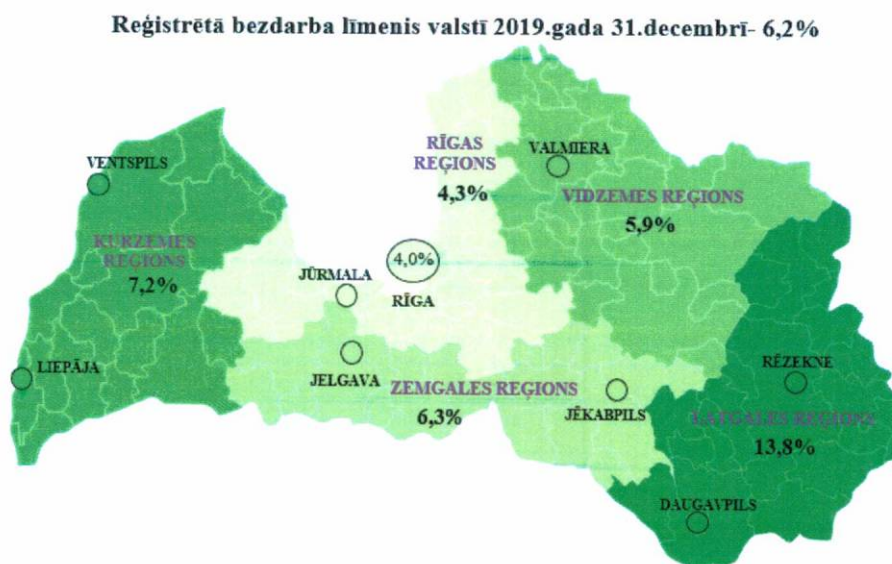 Reģistrētā bezdarba līmenis valstī 2019.gada 31.decembrī- 6,2%
RĪGAS
REĢIONS
4,3%
VALMIERA
VENTSPILS
VIDZEMES REĢIONS
5,9%
KURZEMES
REĢIONS
7,2%
4,0%
RĪGA
JŪRMALA
LIEPĀJA
JELGAVA
ZEMGALES REĢIONS
6,3%
JĒKABPILS
RĒZEKNE
LATGALES REĢIONS
13,8%
DAUGAVPILS